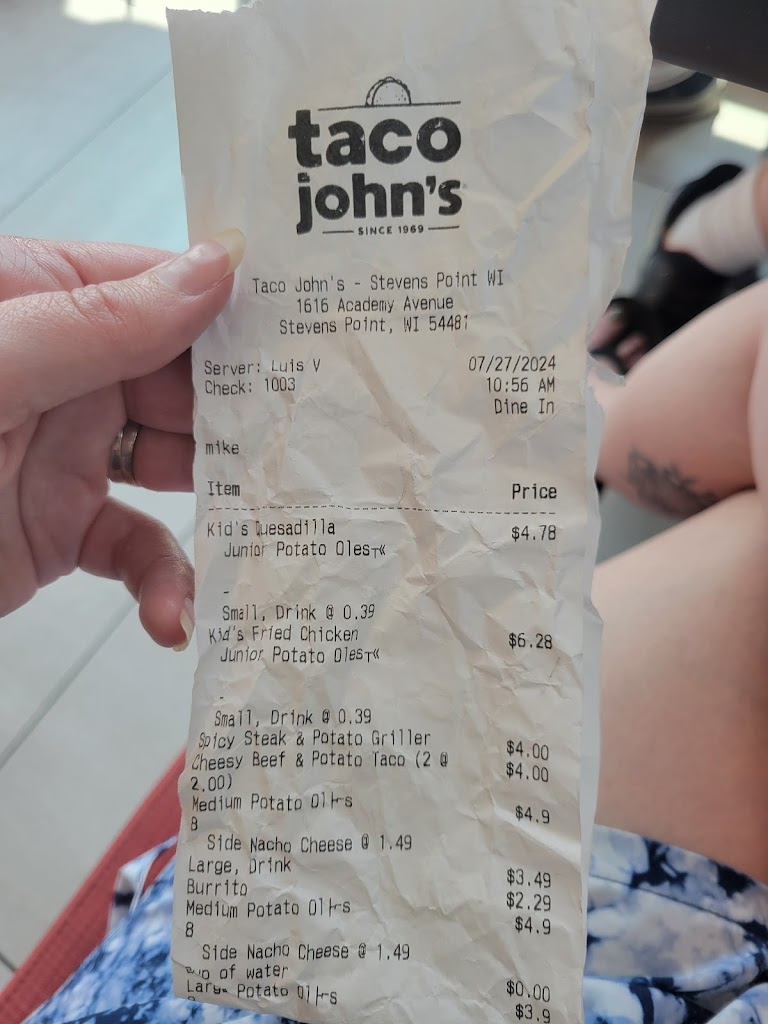 taco
john's
SINCE 1969
Taco John's - Stevens Point WI
1616 Academy Avenue
Stevens Point, WI 54481
Server: Luis V 07/27/2024
Check: 1003 10:56 AM
Dine In
mike
Item Price
Kid's Quesadilla $4.78
Junior Potato Oles┬«
-
Small, Drink @ 0.39
Kid's Fried Chicken $6.28
Junior Potato Oles┬«
-
Small, Drink @ 0.39
Spicy Steak & Potato Griller $4.00
Cheesy Beef & Potato Taco (2 @ $4.00
2.00)
Medium Potato Ol├s $4.9
8
Side Nacho Cheese @ 1.49
Large, Drink $3.49
Burrito $2.29
Medium Potato Ol├s $4.9
8
Side Nacho Cheese @ 1.49
of water $0.00
Large Potato Ol├s $3.9